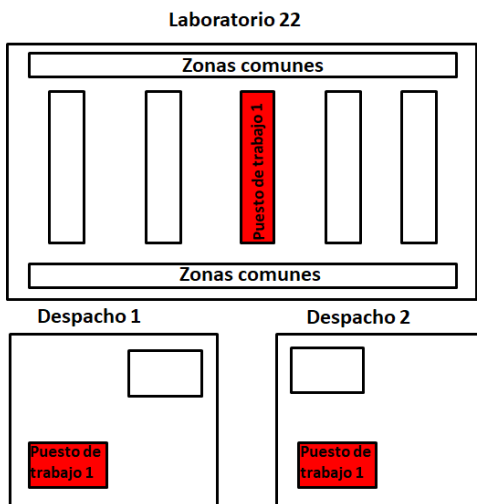 Laboratorio 22
Zonas comunes
Puesto de trabajo 1
Zonas comunes
Despacho 1
Despacho 2
Puesto de
trabajo 1
Puesto de
trabajo 1